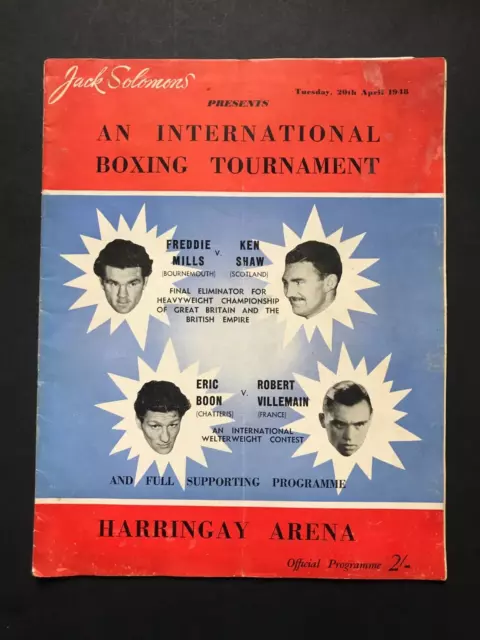 Jack Solomons
Tuesday, 20th April 1948
PRESENTS
AN INTERNATIONAL
BOXING TOURNAMENT
FREDDIE MILLS
(BOURNEMOUTH)
V.
KEN SHAW
(SCOTLAND)
FINAL ELIMINATOR FOR
HEAVYWEIGHT CHAMPIONSHIP
OF GREAT BRITAIN AND THE
BRITISH EMPIRE
ERIC BOON
(CHATTERIS)
V.
ROBERT VILLEMAIN
(FRANCE)
AN INTERNATIONAL
WELTERWEIGHT CONTEST
AND FULL SUPPORTING PROGRAMME
HARRINGAY ARENA
Official Programme 2/-